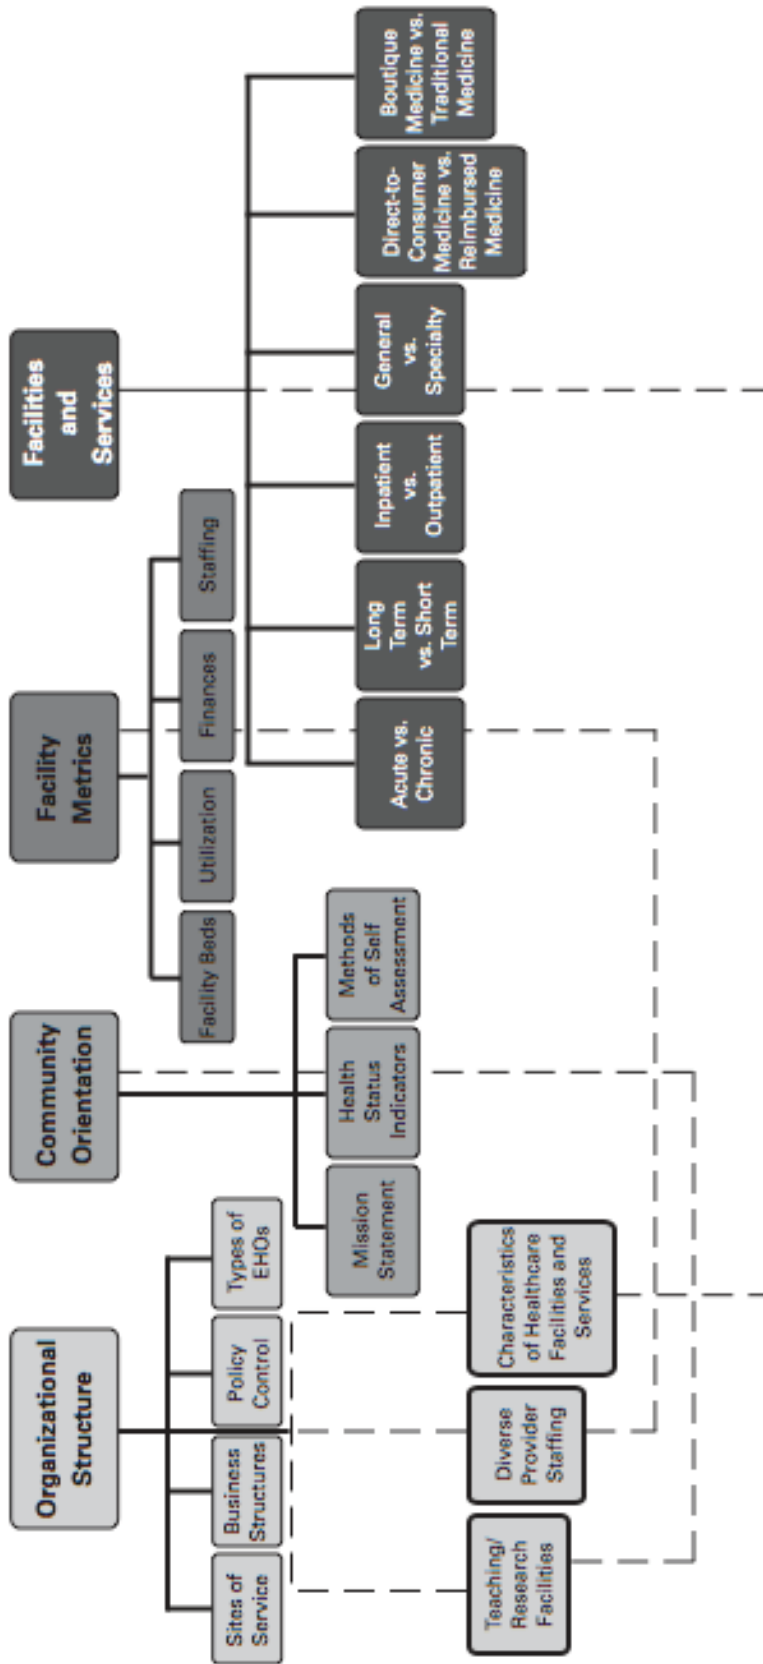 Organizational
Structure
Sites of
Service
Business
Structures
Policy
Control
Types of
EHOs
Teaching/
Research
Facilities
Diverse
Provider
Staffing
Characteristics
of Healthcare
Facilities and
Services
Community
Orientation
Mission
Statement
Health
Status
Indicators
Methods
of Self
Assessment
Facility
Metrics
Facility Beds
Utilization
Finances
Staffing
Facilities
and
Services
Acute vs.
Chronic
Long
Term
vs. Short
Term
Inpatient
vs.
Outpatient
General
vs.
Specialty
Direct-to-
Consumer
Medicine vs.
Reimbursed
Medicine
Boutique
Medicine vs.
Traditional
Medicine